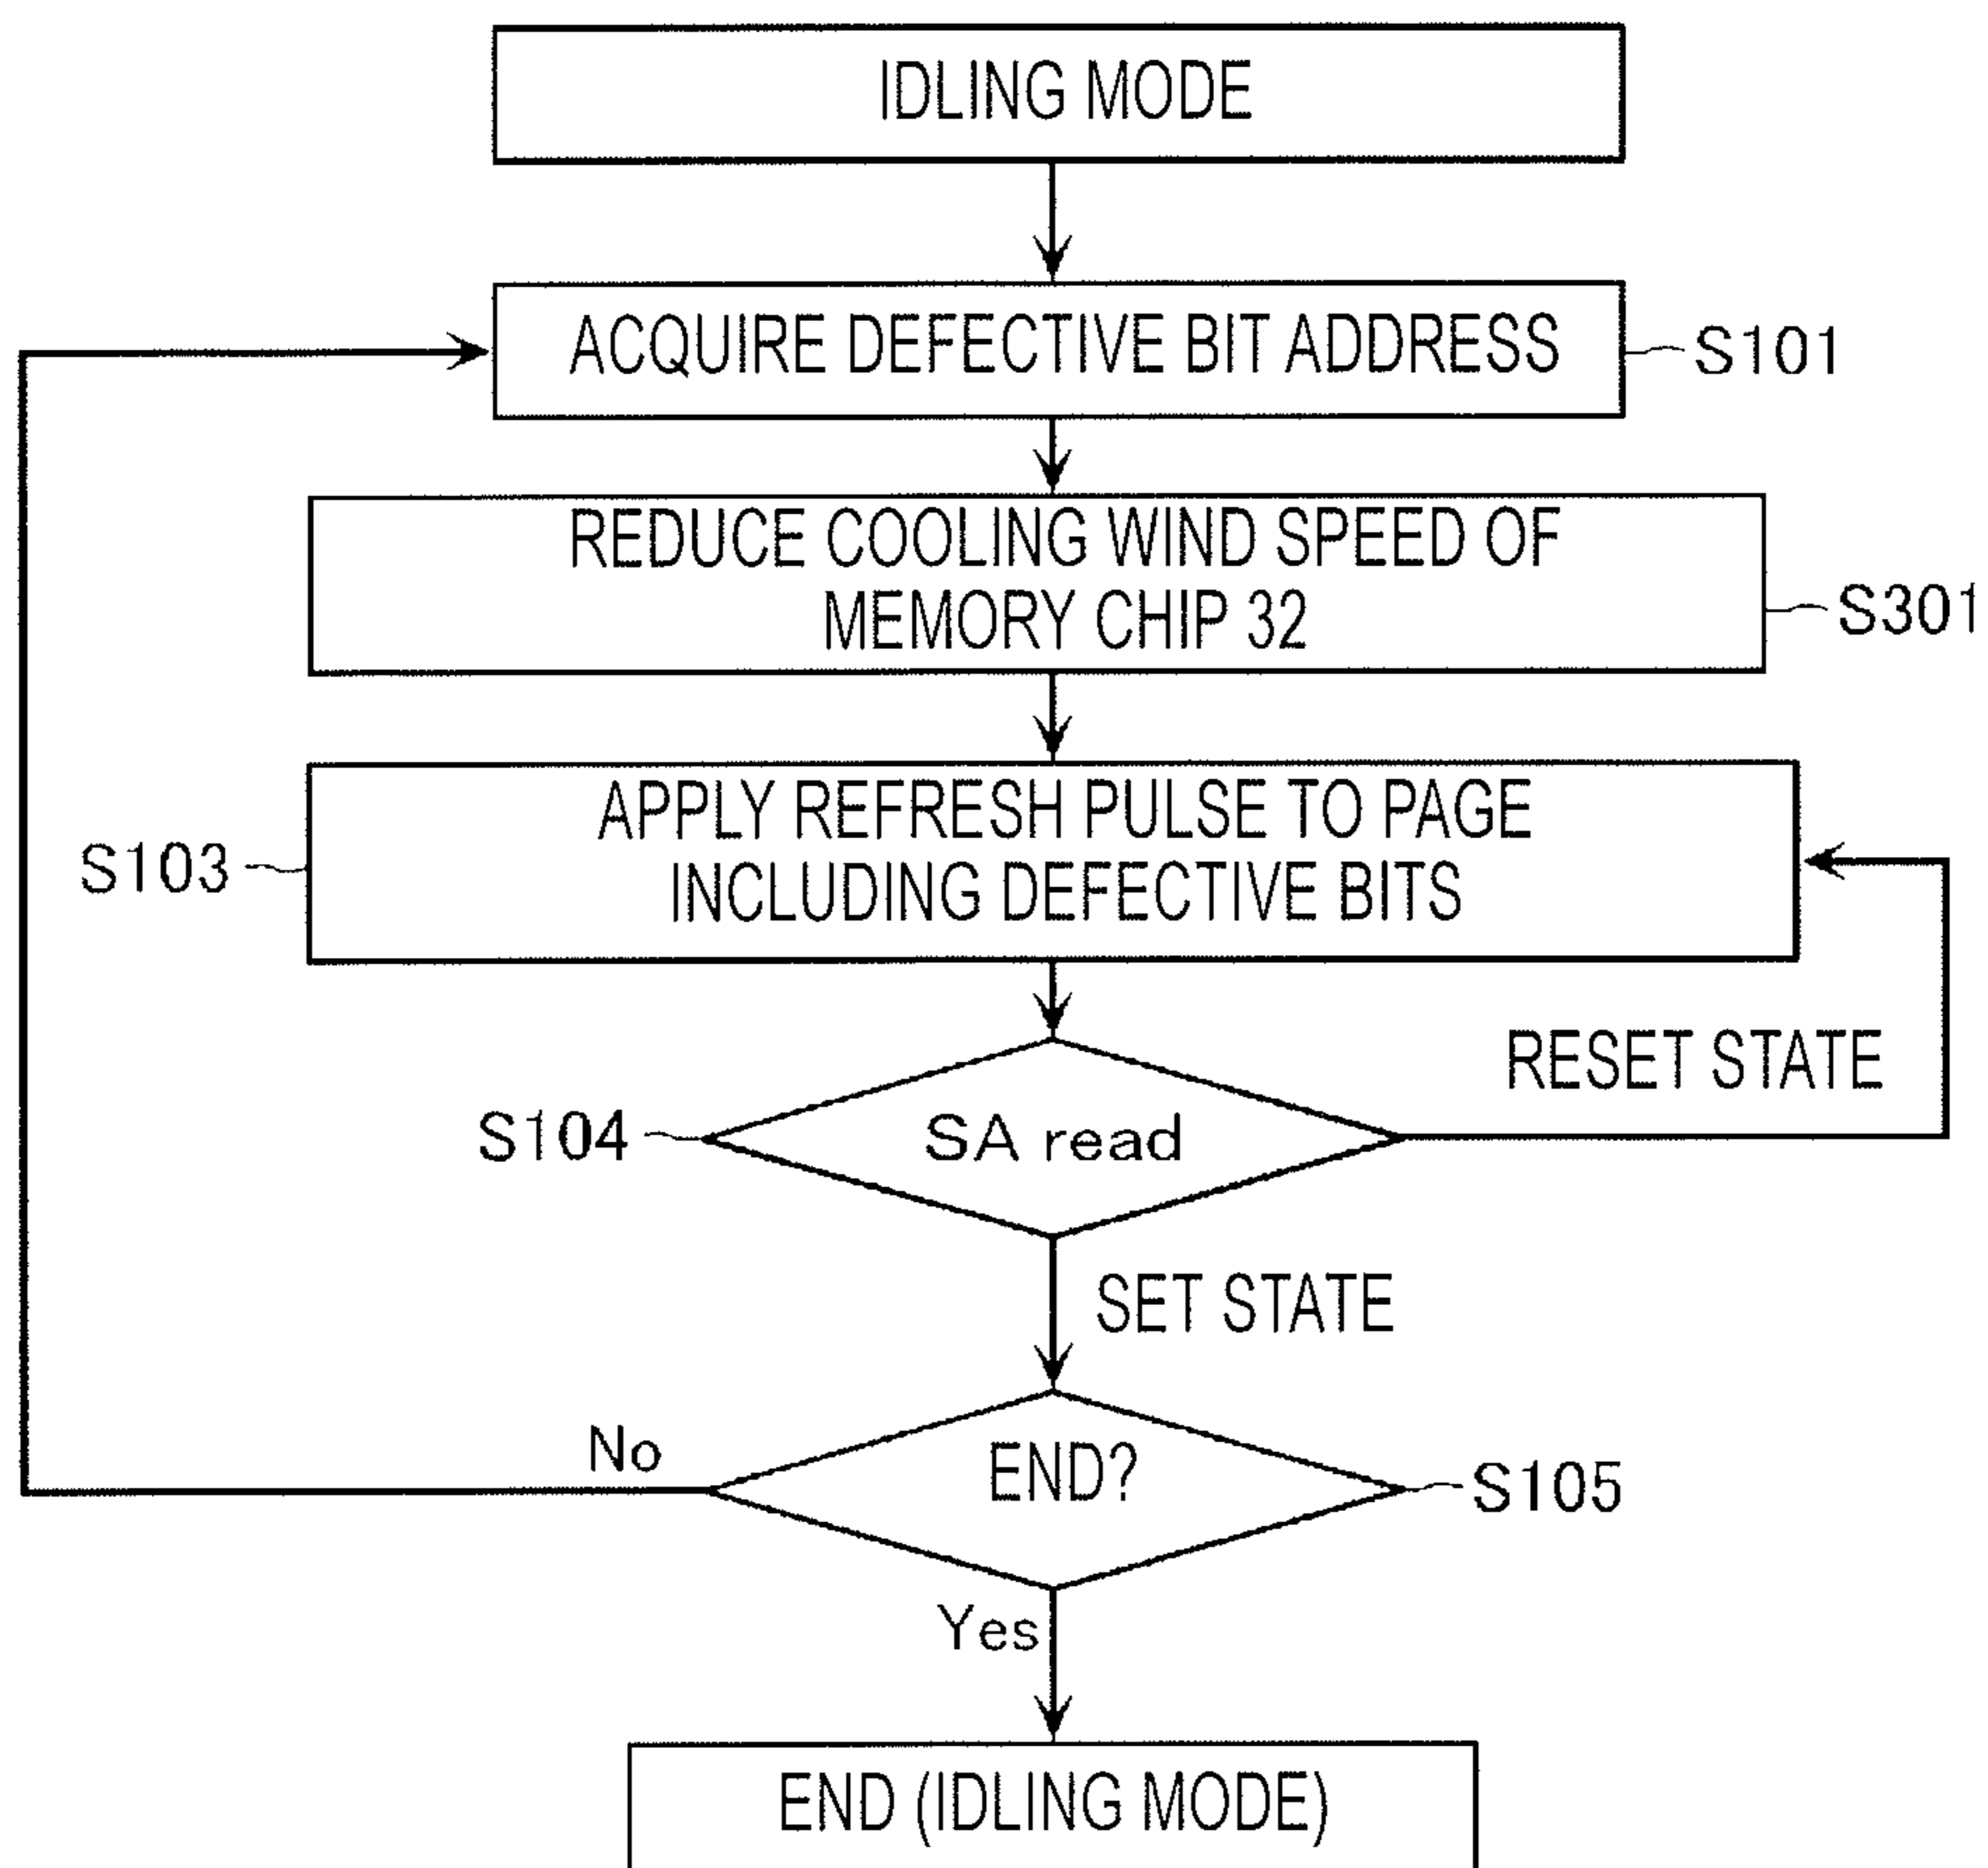 IDLING MODE
ACQUIRE DEFECTIVE BIT ADDRESS
S101
REDUCE COOLING WIND SPEED OF
MEMORY CHIP 32
S301
APPLY REFRESH PULSE TO PAGE
INCLUDING DEFECTIVE BITS
S103
RESET STATE
S104
SA read
SET STATE
No
END?
S105
Yes
END (IDLING MODE)